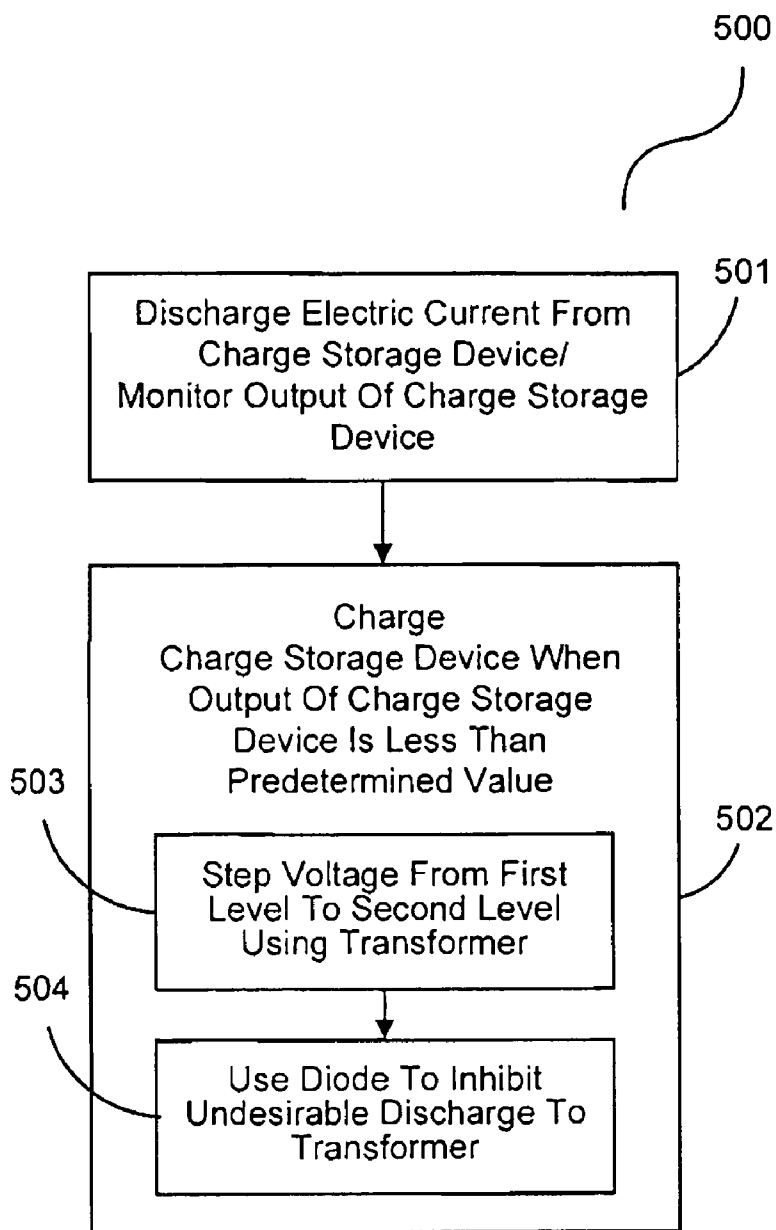 500
501
Discharge Electric Current From
Charge Storage Device/
Monitor Output Of Charge Storage
Device
Charge
Charge Storage Device When
Output Of Charge Storage
Device Is Less Than
Predetermined Value
503
502
Step Voltage From First
Level To Second Level
Using Transformer
504
Use Diode To Inhibit
Undesirable Discharge To
Transformer